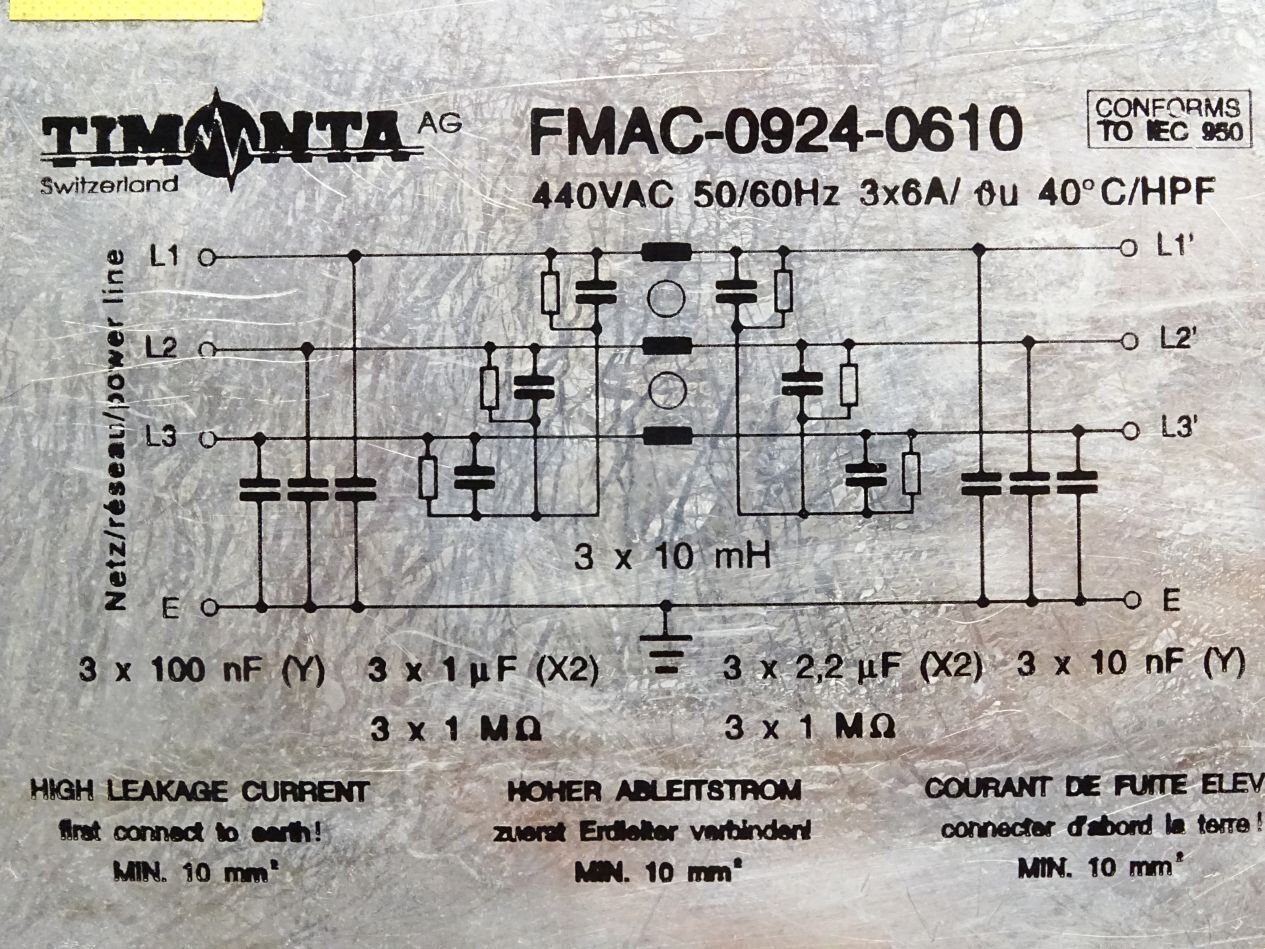 TIMONTA AG
Switzerland
FMAC-0924-0610
CONFORMS
TO IEC 950
440VAC 50/60Hz 3x6A/ ϑu 40°C/HPF
Netz/réseau/power line
L1
L1'
L2
L2'
L3
L3'
3 x 10 mH
E
E
3 x 100 nF (Y)
3 x 1 µF (X2)
3 x 2,2 µF (X2)
3 x 10 nF (Y)
3 x 1 MΩ
3 x 1 MΩ
HIGH LEAKAGE CURRENT
first connect to earth!
MIN. 10 mm²
HOHER ABLEITSTROM
zuerst Erdleiter verbinden!
MIN. 10 mm²
COURANT DE FUITE ELEV
connecter d'abord la terre!
MIN. 10 mm²